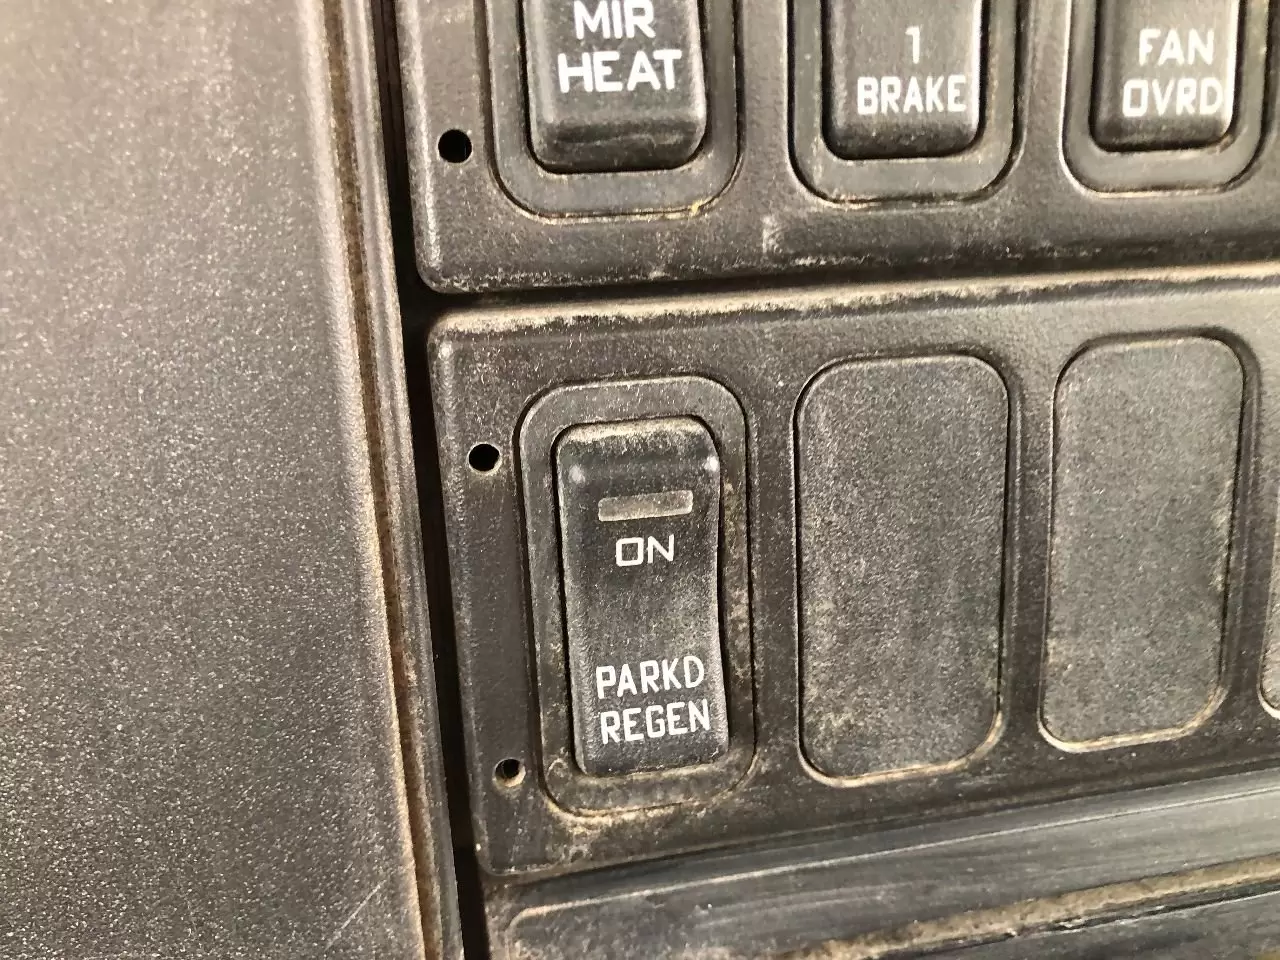 MIR
HEAT
1
BRAKE
FAN
OVRD
ON
PARKD
REGEN